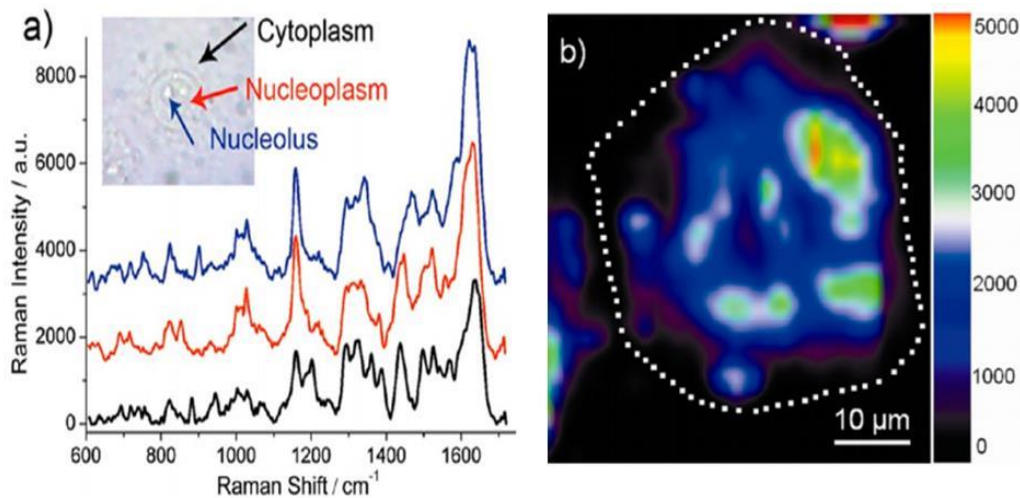 a)
Cytoplasm
Nucleoplasm
Nucleolus
8000
6000
4000
2000
0
Raman Intensity / a.u.
600 800 1000 1200 1400 1600
Raman Shift / cm⁻¹
b)
10 µm
5000
4000
3000
2000
1000
0